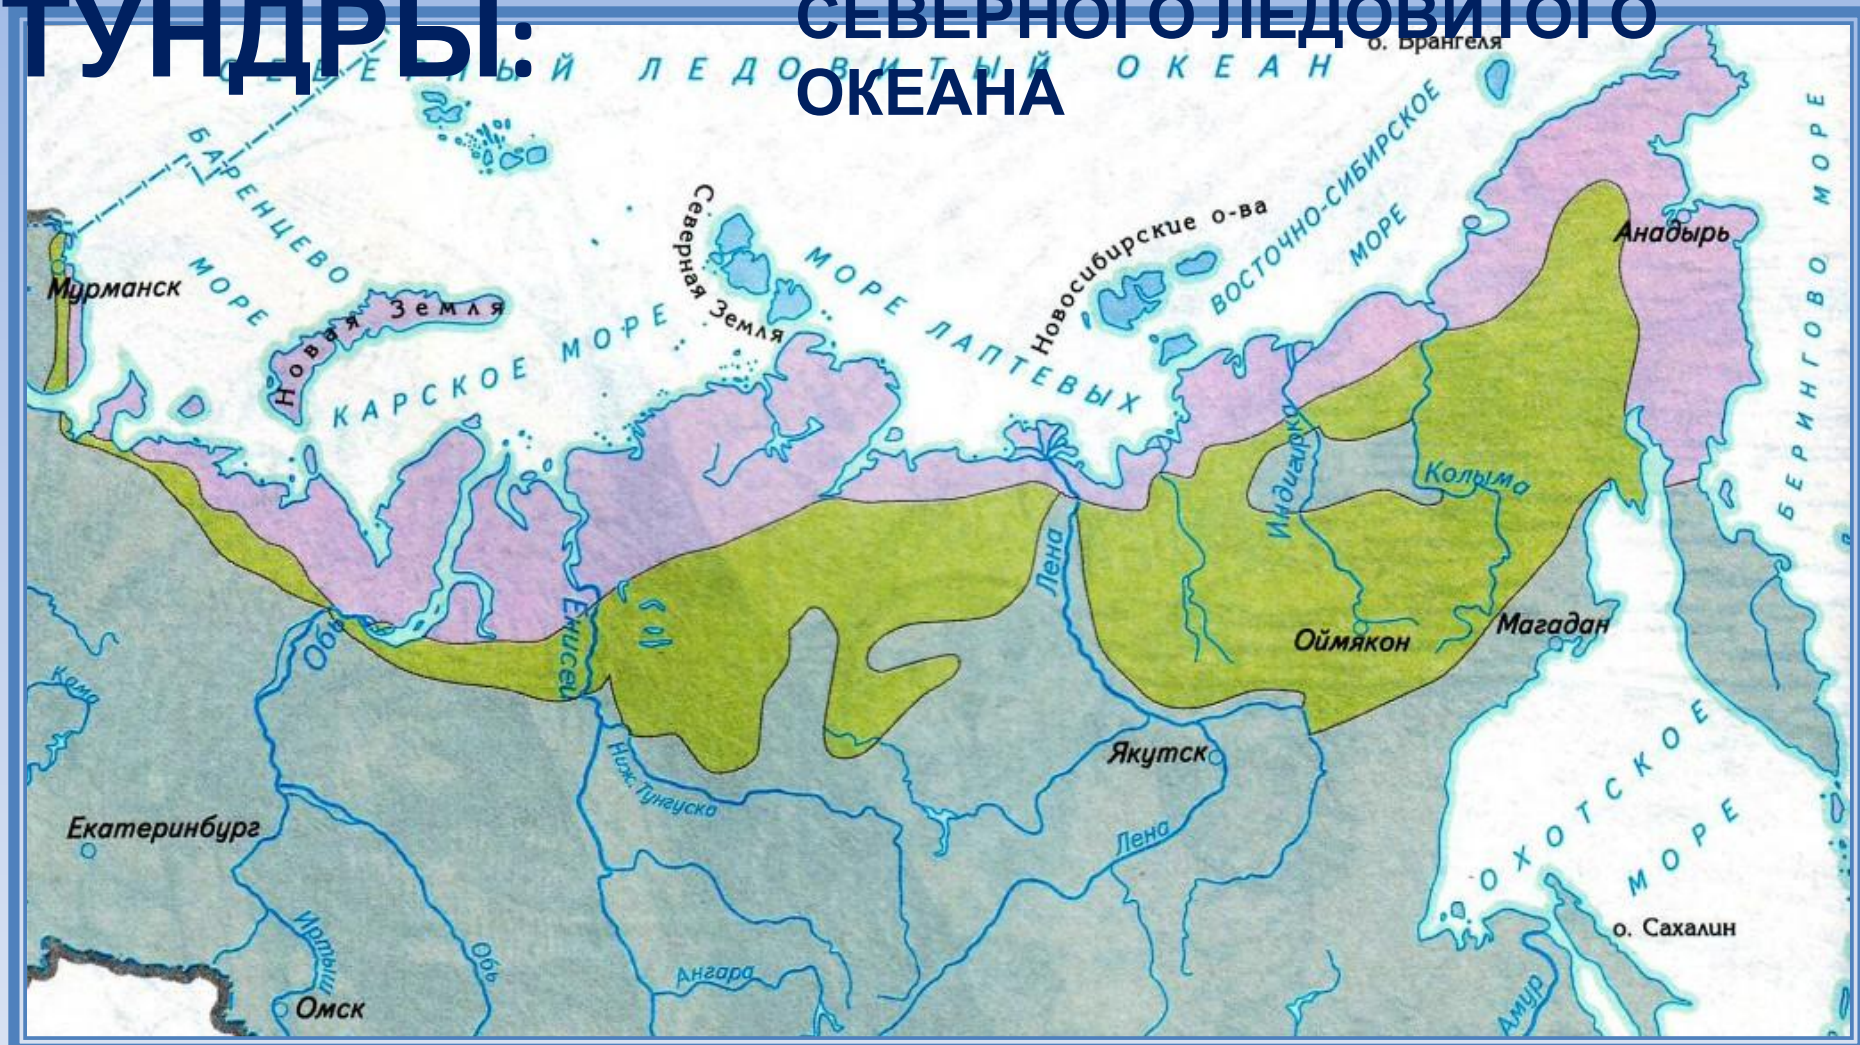 ТУНДРЫ:
СЕВЕРНОГО ЛЕДОВИТОГО
ОКЕАНА
СЕВЕРНЫЙ ЛЕДОВИТЫЙ ОКЕАН
о. Врангеля
БАРЕНЦЕВО
МОРЕ
Мурманск
Новая Земля
КАРСКОЕ МОРЕ
Северная Земля
МОРЕ ЛАПТЕВЫХ
Новосибирские о-ва
ВОСТОЧНО-СИБИРСКОЕ
МОРЕ
Анадырь
БЕРИНГОВО МОРЕ
Колыма
Индигирка
Лена
Обь
Енисей
Оймякон
Магадан
Кама
Якутск
Ниж. Тунгуска
Екатеринбург
Лена
ОХОТСКОЕ
МОРЕ
о. Сахалин
Иртыш
Обь
Ангара
Омск
Амур